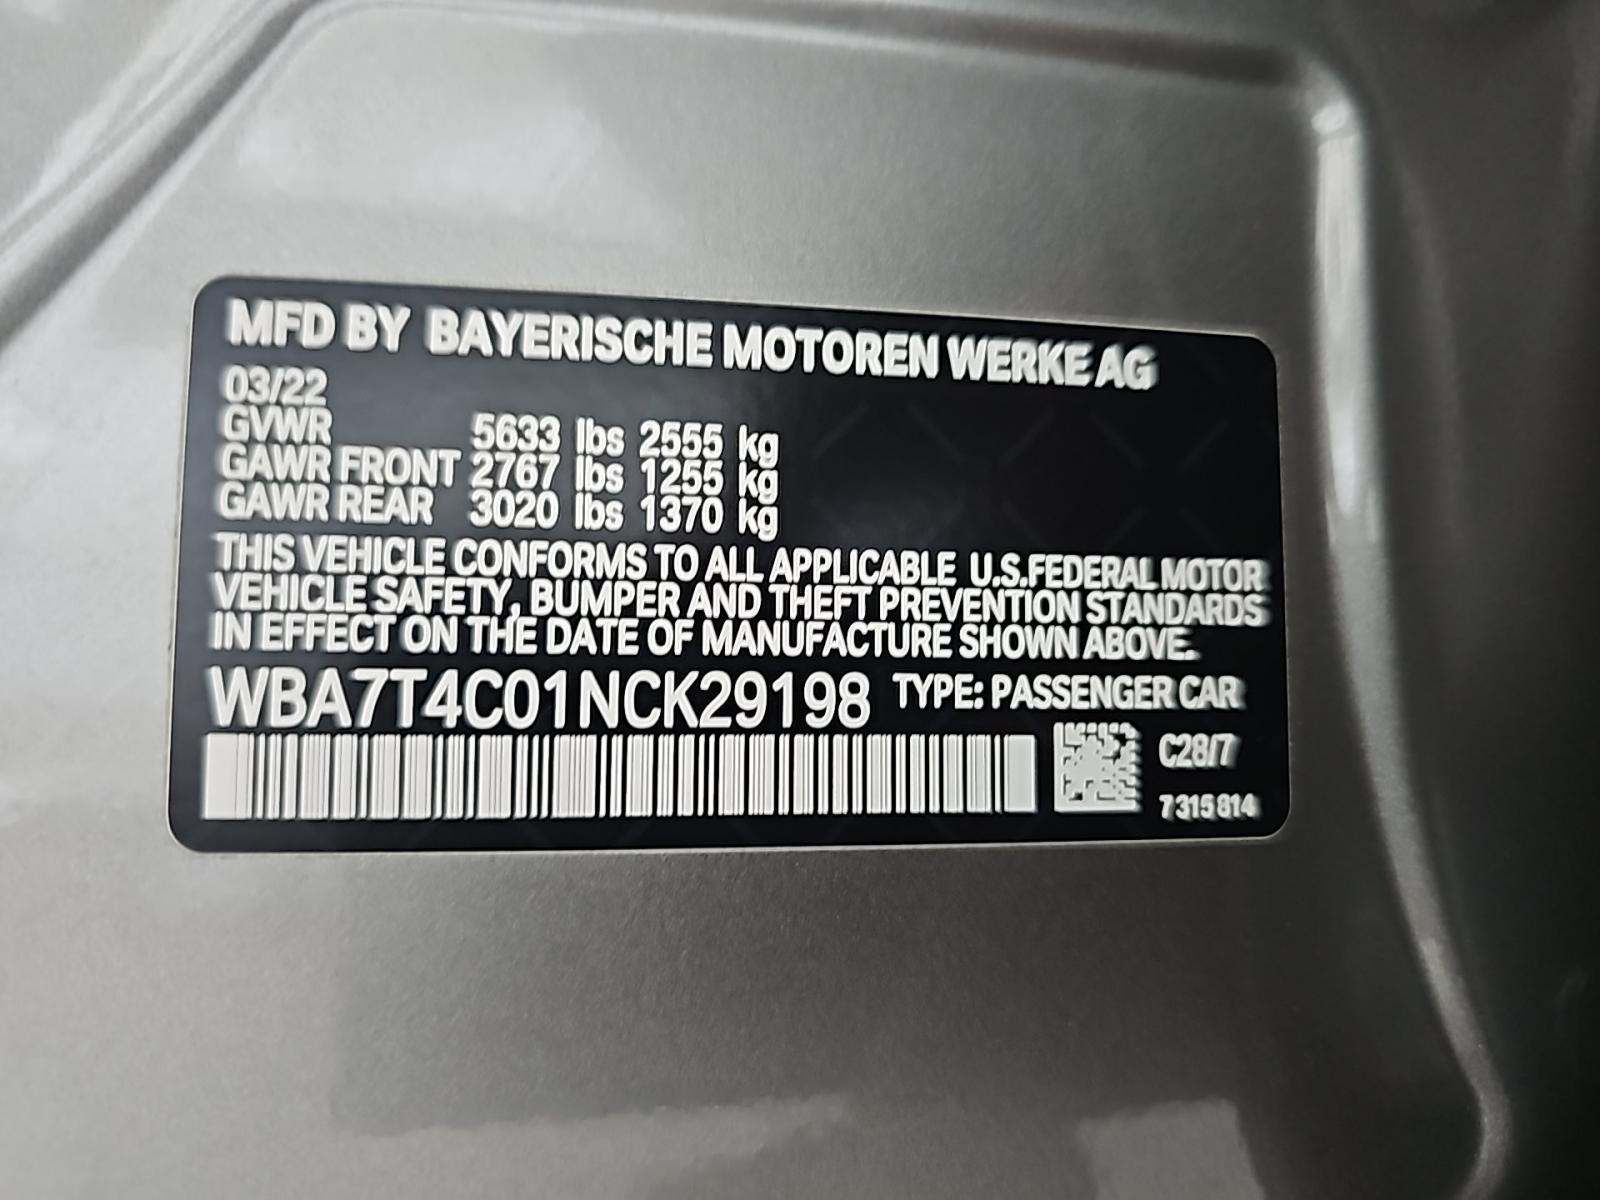 MFD BY BAYERISCHE MOTOREN WERKE AG
03/22
GVWR 5633 lbs 2555 kg
GAWR FRONT 2767 lbs 1255 kg
GAWR REAR 3020 lbs 1370 kg
THIS VEHICLE CONFORMS TO ALL APPLICABLE U.S.FEDERAL MOTOR
VEHICLE SAFETY, BUMPER AND THEFT PREVENTION STANDARDS
IN EFFECT ON THE DATE OF MANUFACTURE SHOWN ABOVE.
WBA7T4C01NCK29198 TYPE: PASSENGER CAR
C28/7
7315814